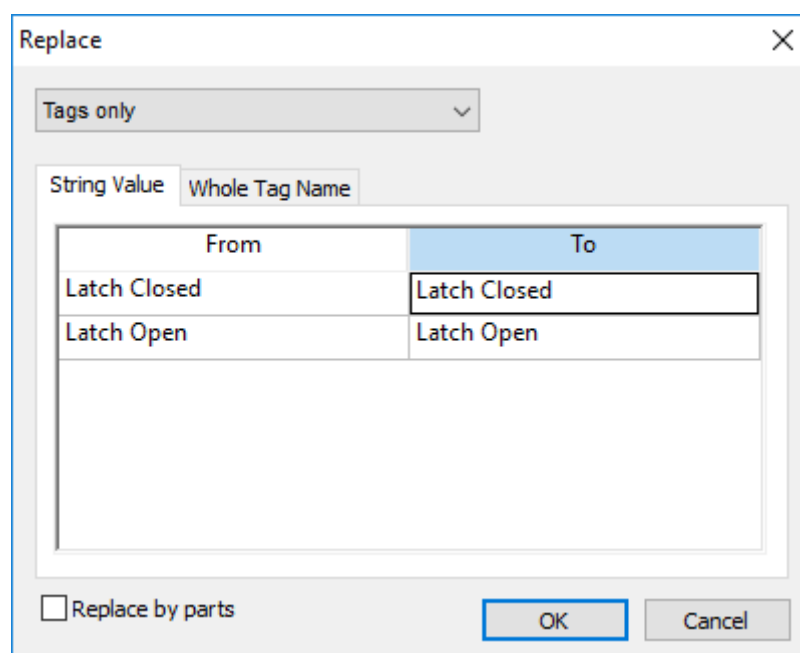 Replace
Tags only
String Value Whole Tag Name
From To
Latch Closed Latch Closed
Latch Open Latch Open
Replace by parts OK Cancel